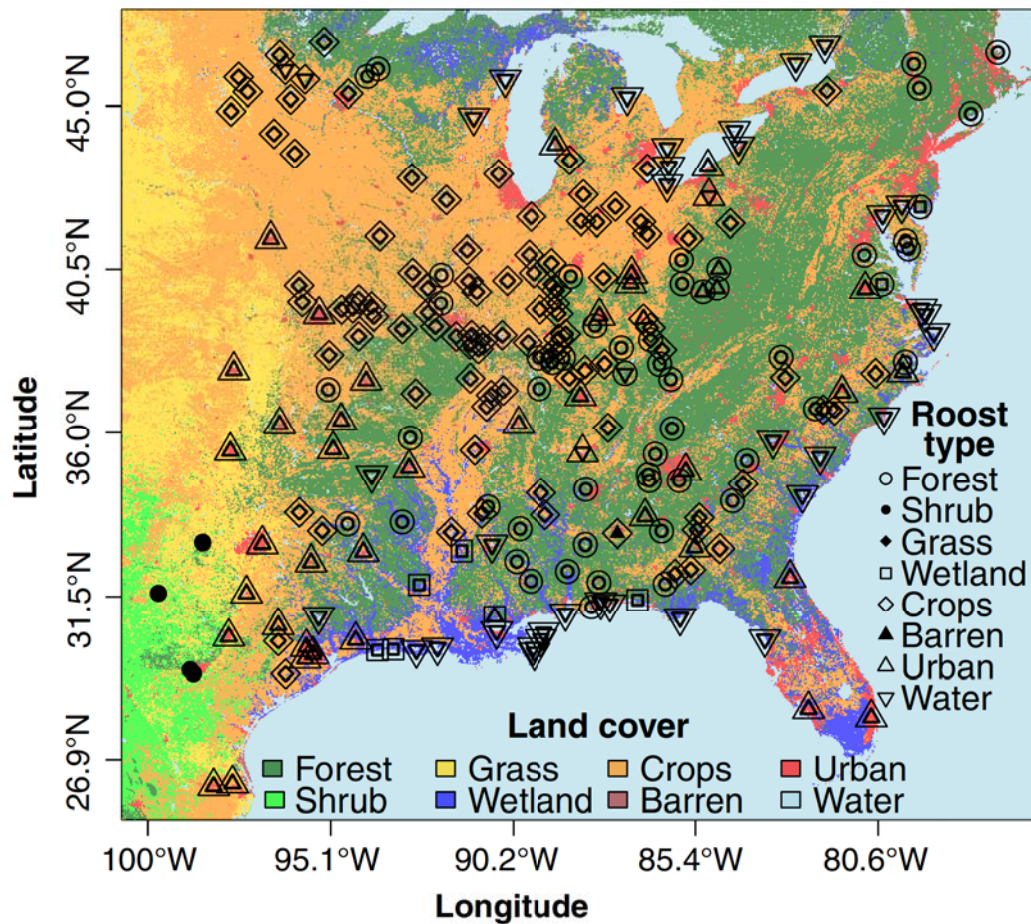 45.0°N
40.5°N
36.0°N
31.5°N
26.9°N
Latitude
Roost
type
Forest
Shrub
Grass
Wetland
Crops
Barren
Urban
Water
Land cover
Forest Grass Crops Urban
Shrub Wetland Barren Water
100°W 95.1°W 90.2°W 85.4°W 80.6°W
Longitude